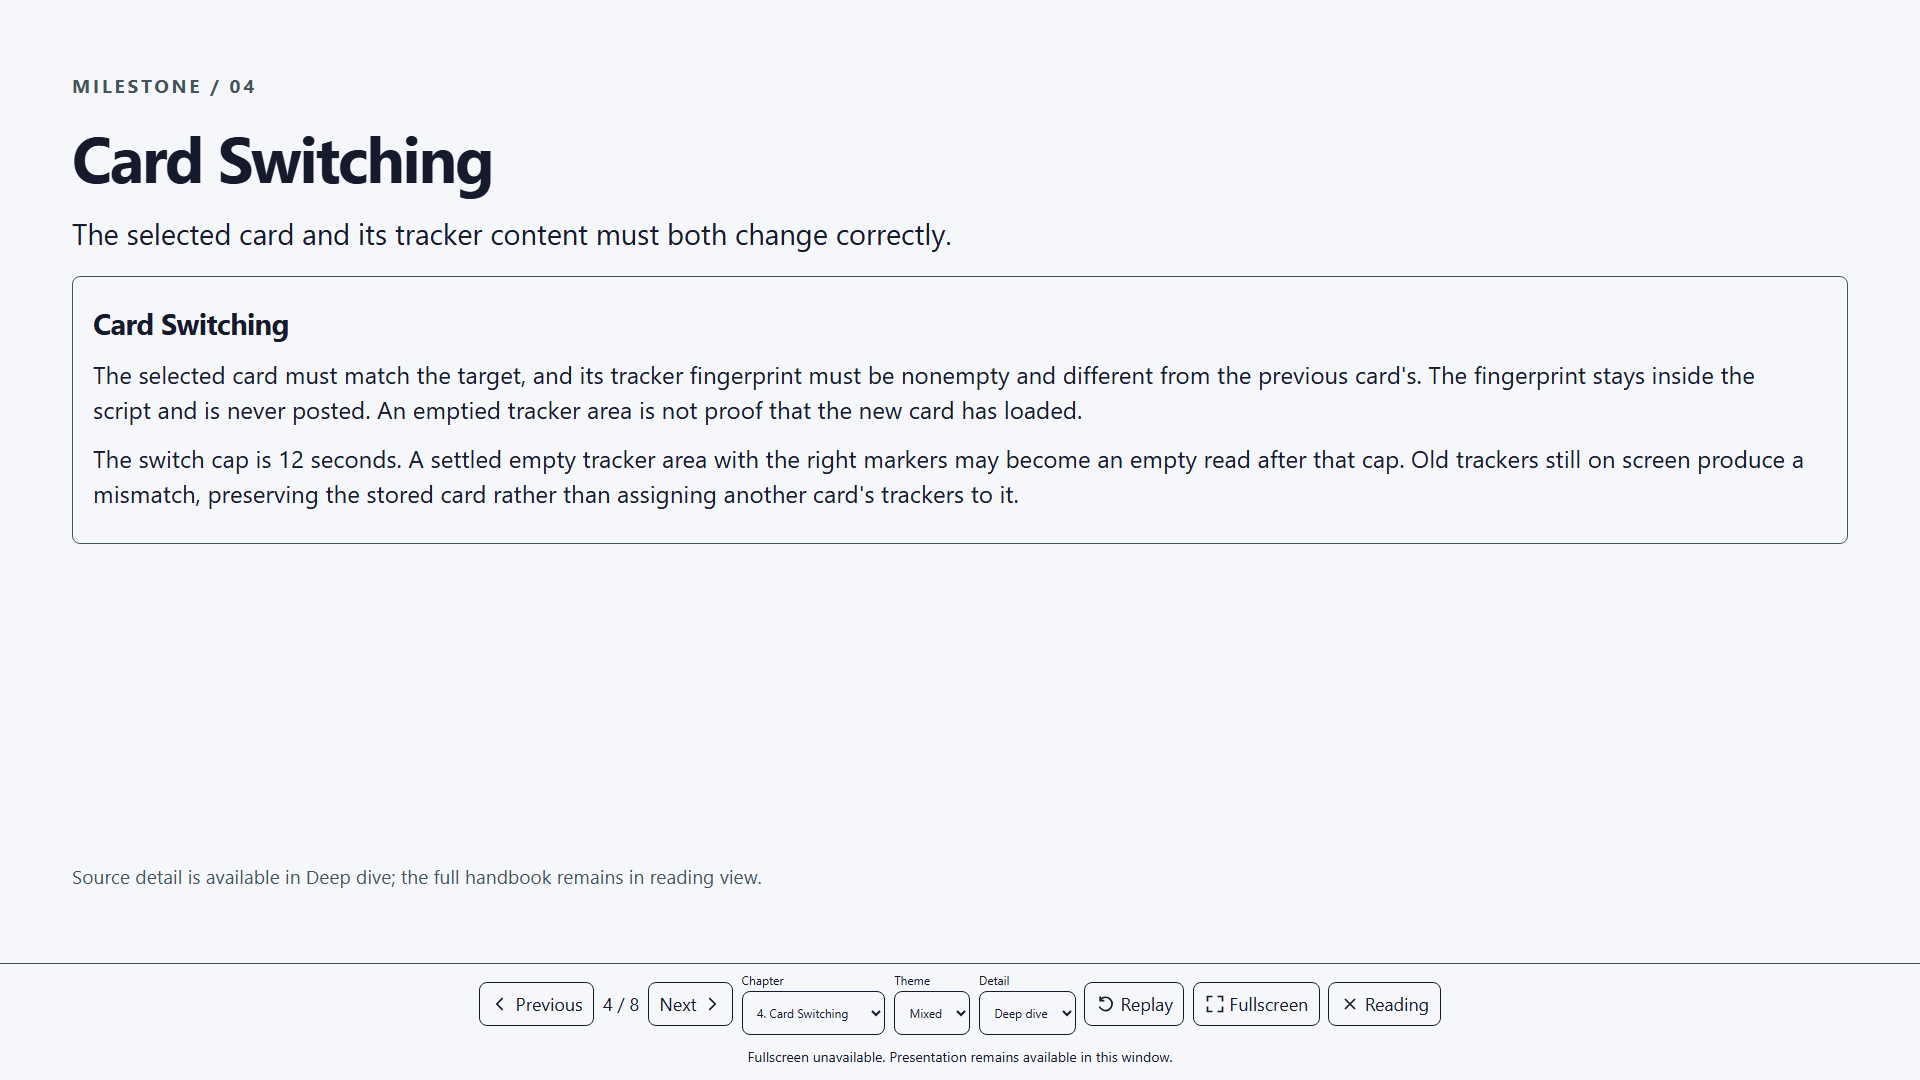 MILESTONE / 04
Card Switching
The selected card and its tracker content must both change correctly.
Card Switching
The selected card must match the target, and its tracker fingerprint must be nonempty and different from the previous card's. The fingerprint stays inside the
script and is never posted. An emptied tracker area is not proof that the new card has loaded.
The switch cap is 12 seconds. A settled empty tracker area with the right markers may become an empty read after that cap. Old trackers still on screen produce a
mismatch, preserving the stored card rather than assigning another card's trackers to it.
Source detail is available in Deep dive; the full handbook remains in reading view.
Chapter
Theme
Detail
Previous
4 / 8
Next
4. Card Switching
Mixed
Deep dive
Replay
Fullscreen
Reading
Fullscreen unavailable. Presentation remains available in this window.